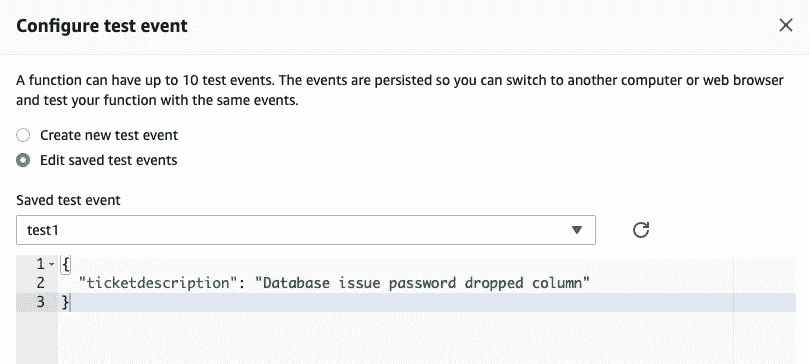 Configure test event
A function can have up to 10 test events. The events are persisted so you can switch to another computer or web browser
and test your function with the same events.
Create new test event
Edit saved test events
Saved test event
test1
1 {
2 "ticketdescription": "Database issue password dropped column"
3 }